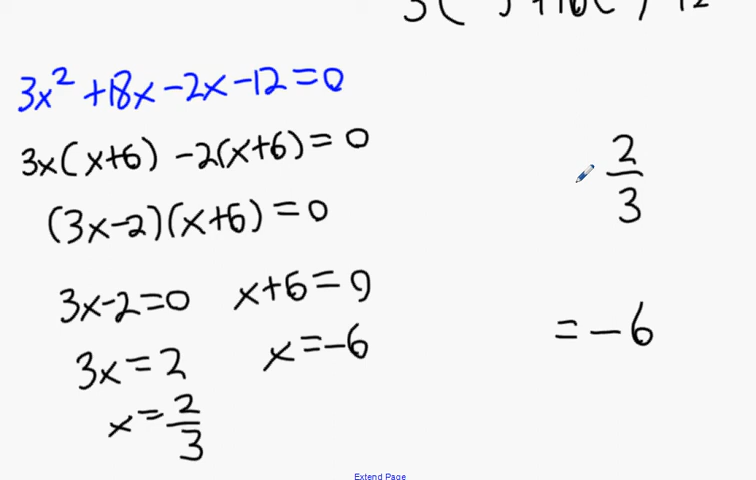 3x² + 18x - 2x - 12 = 0
3x(x+6) - 2(x+6) = 0
(3x-2)(x+6) = 0
3x-2=0
3x = 2
x = 2/3
x+6=0
x = -6
2/3
= -6
Extend Page